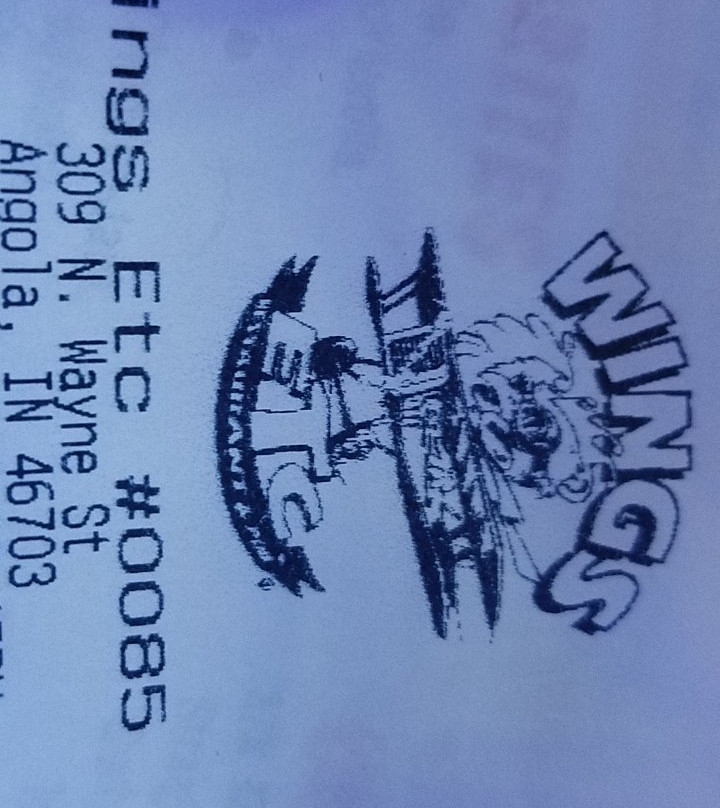 WINGS
ETC
ings Etc #0085
309 N. Wayne St
Angola, IN 46703